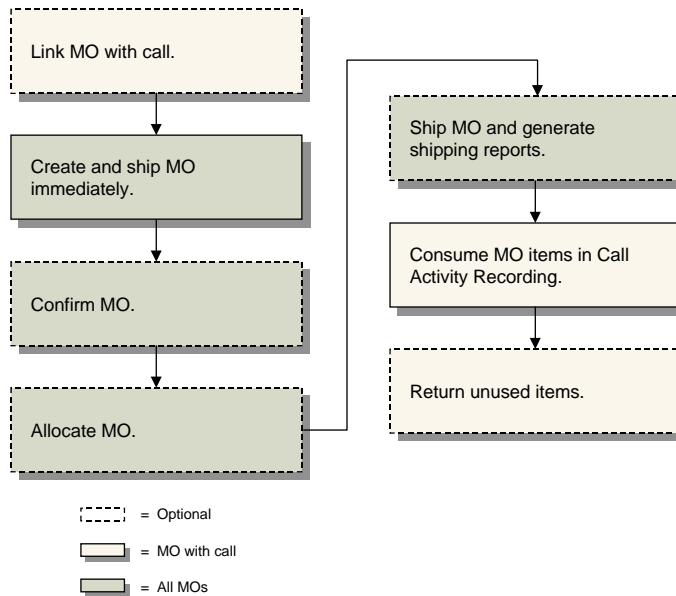 Link MO with call.
Create and ship MO
immediately.
Confirm MO.
Allocate MO.
Ship MO and generate
shipping reports.
Consume MO items in Call
Activity Recording.
Return unused items.
= Optional
= MO with call
= All MOs